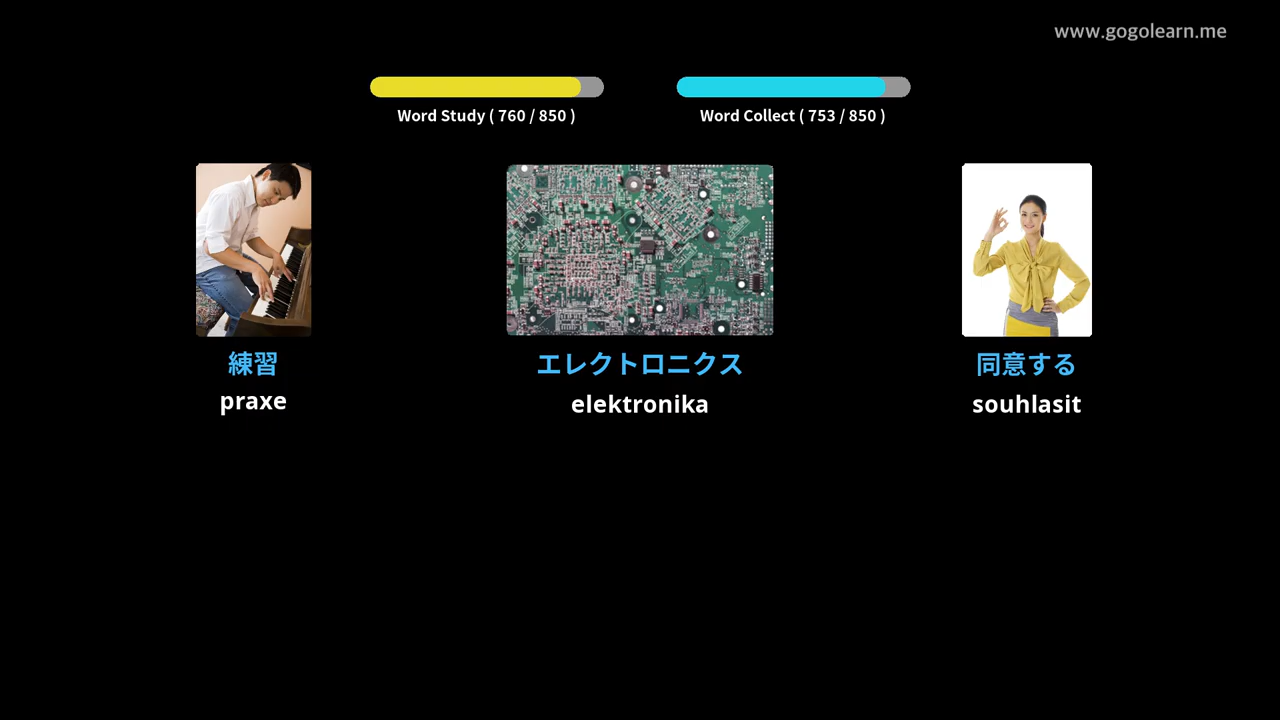 www.gogolearn.me
Word Study ( 760 / 850 )
Word Collect ( 753 / 850 )
練習
praxe
エレクトロニクス
elektronika
同意する
souhlasit